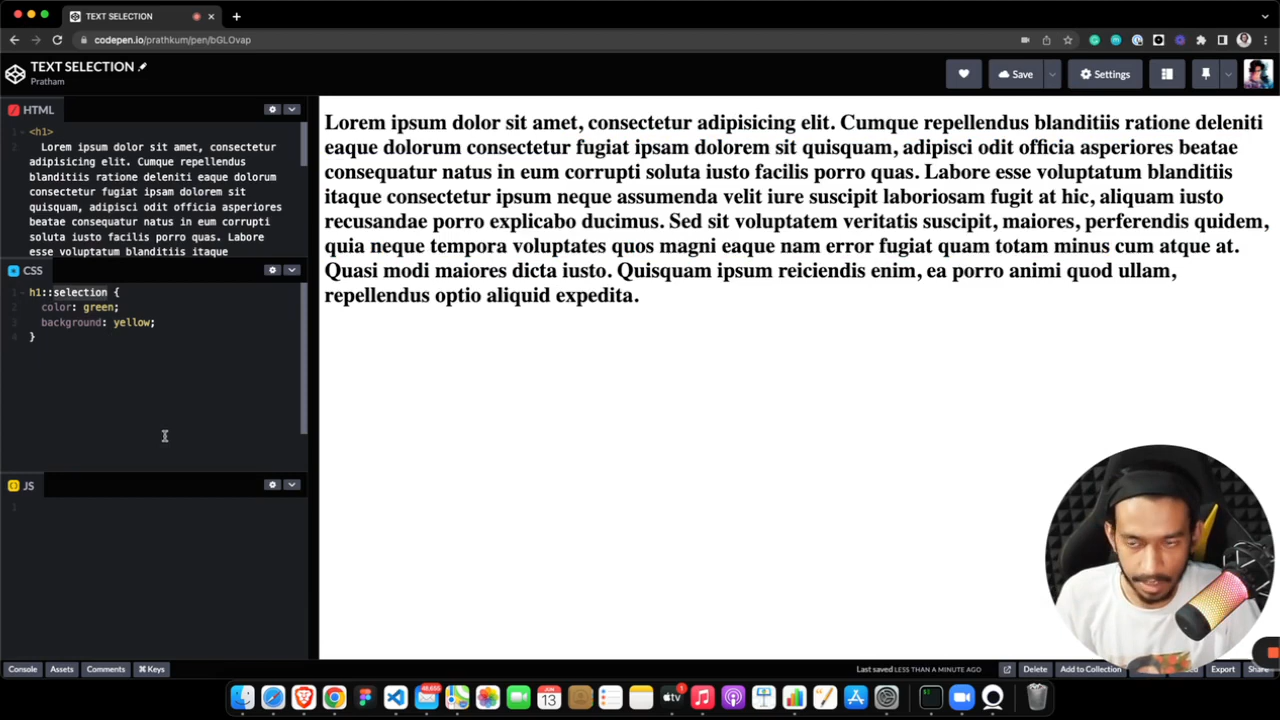 TEXT SELECTION
codepen.io/prathkum/pen/bGLOvap
TEXT SELECTION
Pratham
Save
Settings
HTML
1 <h1>
2 Lorem ipsum dolor sit amet, consectetur
adipisicing elit. Cumque repellendus
blanditiis ratione deleniti eaque dolorum
consectetur fugiat ipsam dolorem sit
quisquam, adipisci odit officia asperiores
beatae consequatur natus in eum corrupti
soluta iusto facilis porro quas. Labore
esse voluptatum blanditiis itaque
CSS
1 h1::selection {
2 color: green;
3 background: yellow;
4 }
JS
1
Lorem ipsum dolor sit amet, consectetur adipisicing elit. Cumque repellendus blanditiis ratione deleniti
eaque dolorum consectetur fugiat ipsam dolorem sit quisquam, adipisci odit officia asperiores beatae
consequatur natus in eum corrupti soluta iusto facilis porro quas. Labore esse voluptatum blanditiis
itaque consectetur ipsum neque assumenda velit iure suscipit laboriosam fugit at hic, aliquam iusto
recusandae porro explicabo ducimus. Sed sit voluptatem veritatis suscipit, maiores, perferendis quidem,
quia neque tempora voluptates quos magni eaque nam error fugiat quam totam minus cum atque at.
Quasi modi maiores dicta iusto. Quisquam ipsum reiciendis enim, ea porro animi quod ullam,
repellendus optio aliquid expedita.
Console
Assets
Comments
⌘ Keys
Last saved LESS THAN A MINUTE AGO
Delete
Add to Collection
Export
JUN
13